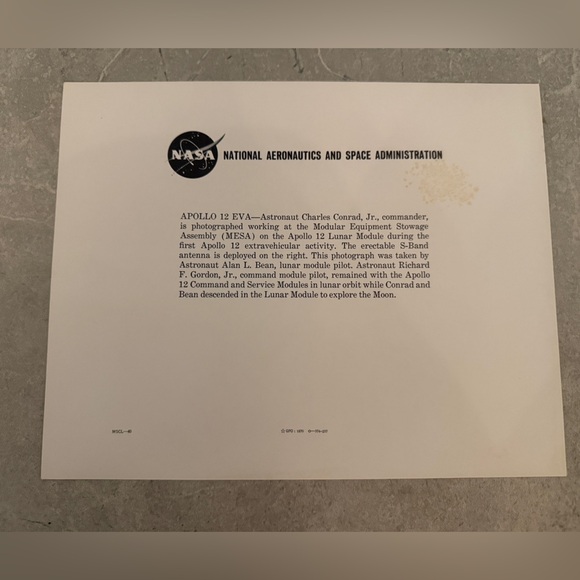 NASA NATIONAL AERONAUTICS AND SPACE ADMINISTRATION
APOLLO 12 EVA—Astronaut Charles Conrad, Jr., commander,
is photographed working at the Modular Equipment Stowage
Assembly (MESA) on the Apollo 12 Lunar Module during the
first Apollo 12 extravehicular activity. The erectable S-Band
antenna is deployed on the right. This photograph was taken by
Astronaut Alan L. Bean, lunar module pilot. Astronaut Richard
F. Gordon, Jr., command module pilot, remained with the Apollo
12 Command and Service Modules in lunar orbit while Conrad and
Bean descended in the Lunar Module to explore the Moon.